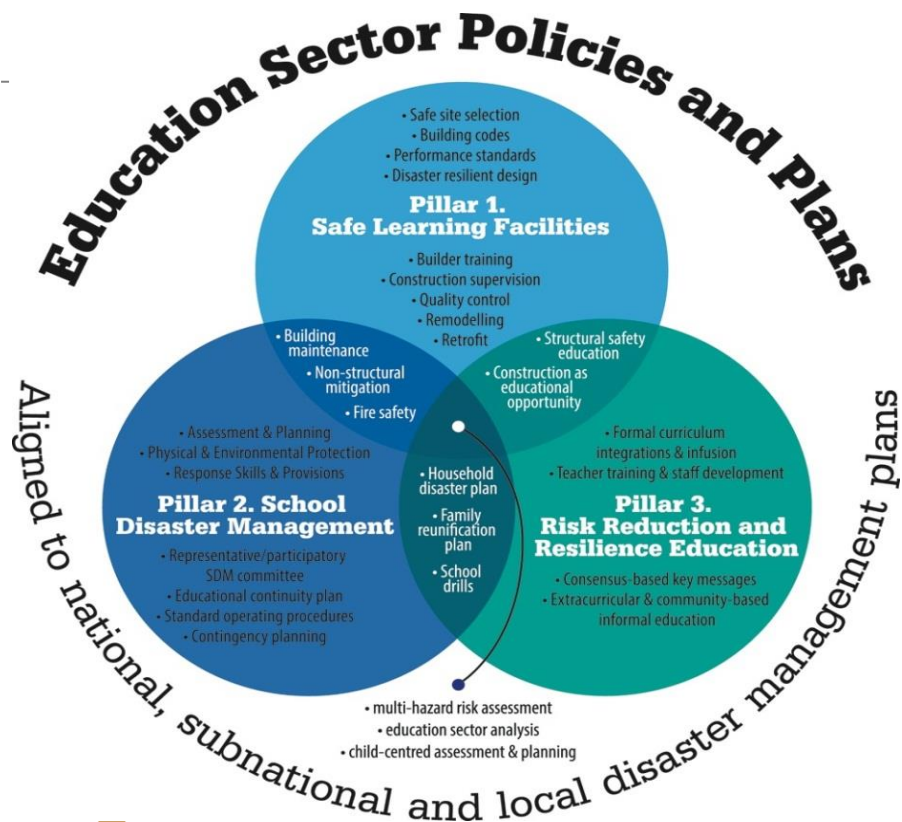 Education Sector Policies and Plans
• Safe site selection
• Building codes
• Performance standards
• Disaster resilient design
Pillar 1.
Safe Learning Facilities
• Builder training
• Construction supervision
• Quality control
• Remodelling
• Retrofit
• Building
maintenance
• Non-structural
mitigation
• Fire safety
• Structural safety
education
• Construction as
educational
opportunity
• Assessment & Planning
• Physical & Environmental Protection
• Response Skills & Provisions
Pillar 2. School
Disaster Management
• Representative/participatory
SDM committee
• Educational continuity plan
• Standard operating procedures
• Contingency planning
• Household
disaster plan
• Family
reunification
plan
• School
drills
• Formal curriculum
integrations & infusion
• Teacher training & staff development
Pillar 3.
Risk Reduction and
Resilience Education
• Consensus-based key messages
• Extracurricular & community-based
informal education
• multi-hazard risk assessment
• education sector analysis
• child-centred assessment & planning
Aligned to national, subnational and local disaster management plans